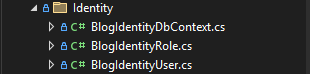 Identity
C# BlogIdentityDbContext.cs
C# BlogIdentityRole.cs
C# BlogIdentityUser.cs